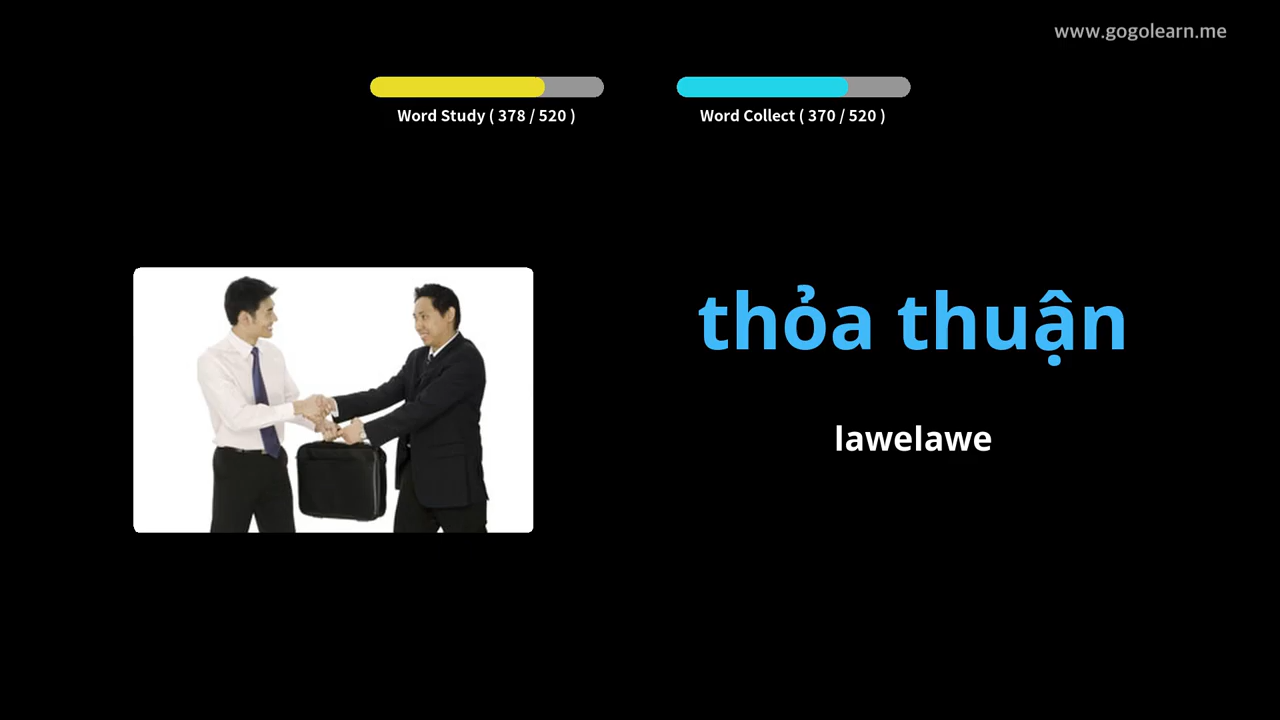 www.gogolearn.me
Word Study ( 378 / 520 )
Word Collect ( 370 / 520 )
thỏa thuận
lawelawe